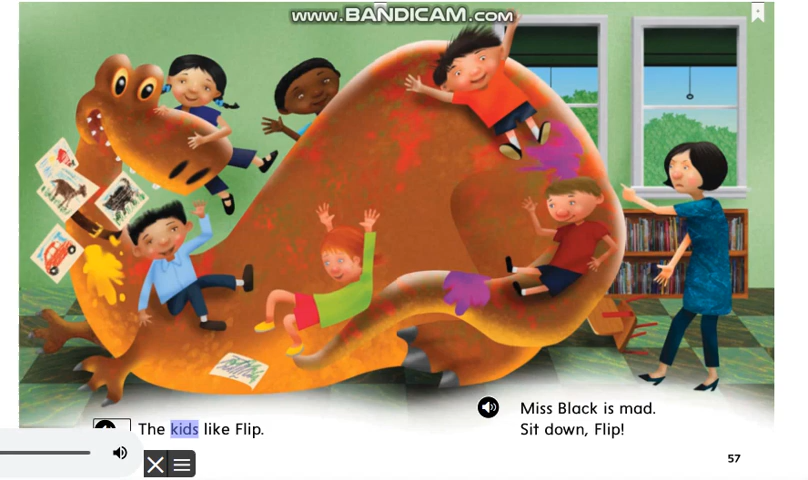 www.BANDICAM.com
The kids like Flip.
Miss Black is mad.
Sit down, Flip!
57